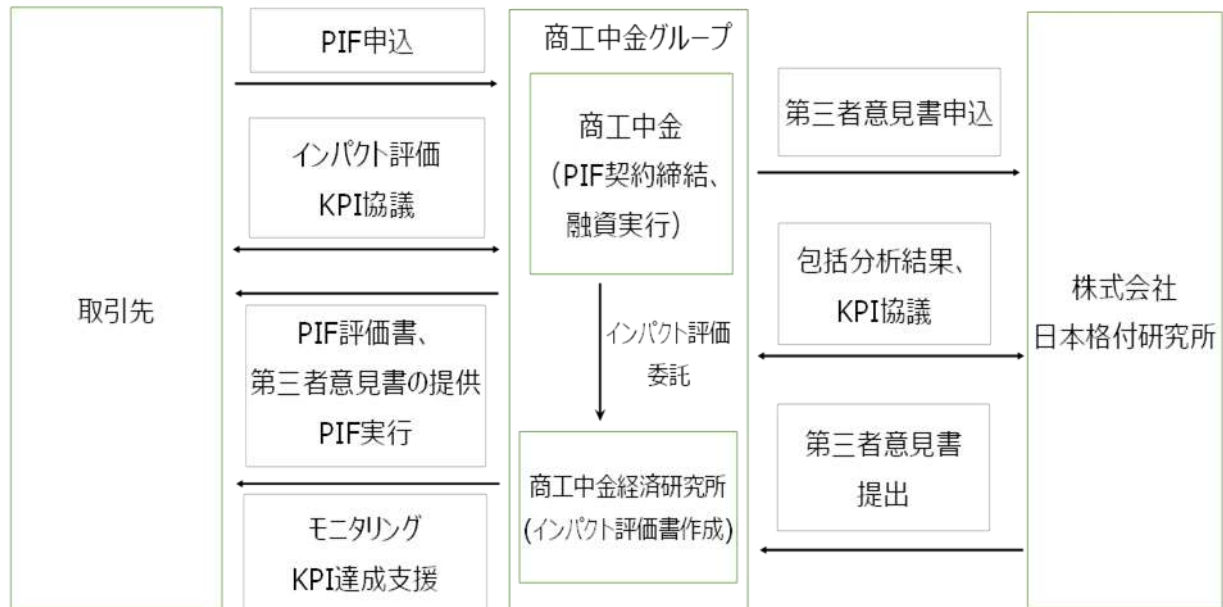 取引先
PIF申込
インパクト評価
KPI協議
PIF評価書、
第三者意見書の提供
PIF実行
モニタリング
KPI達成支援
商工中金グループ
商工中金
(PIF契約締結、
融資実行)
インパクト評価
委託
商工中金経済研究所
(インパクト評価書作成)
第三者意見書申込
包括分析結果、
KPI協議
第三者意見書
提出
株式会社
日本格付研究所